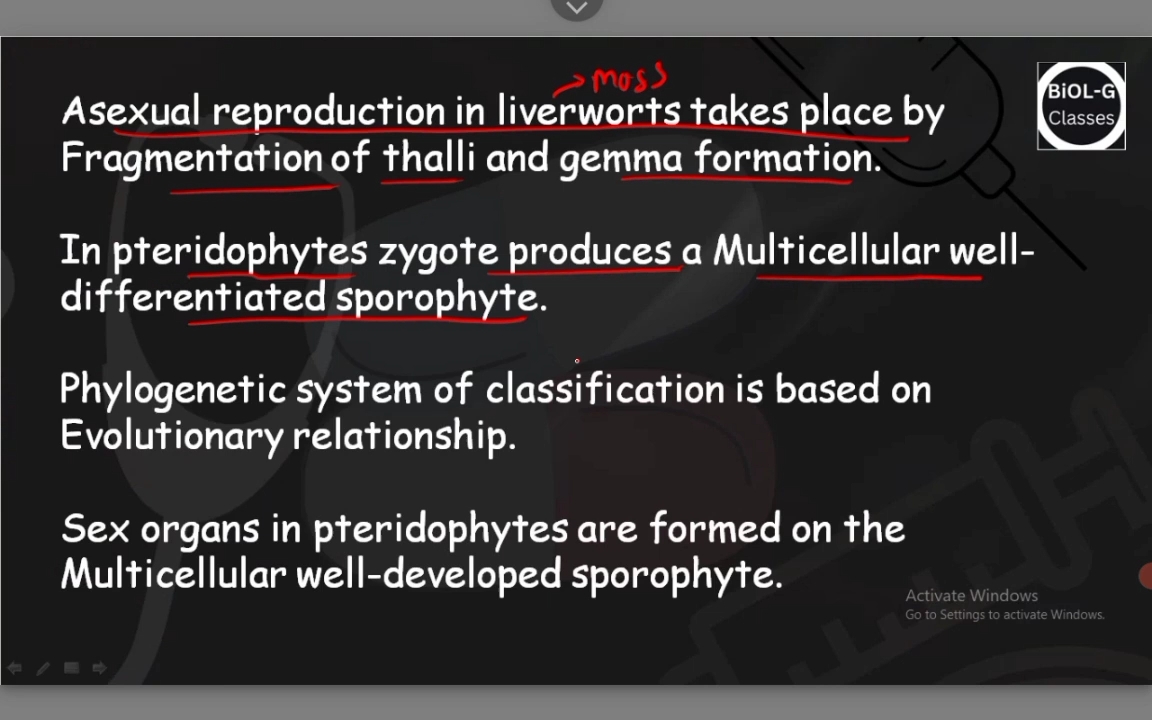 moss
Asexual reproduction in liverworts takes place by
Fragmentation of thalli and gemma formation.
BiOL-G
Classes
In pteridophytes zygote produces a Multicellular well-
differentiated sporophyte.
Phylogenetic system of classification is based on
Evolutionary relationship.
Sex organs in pteridophytes are formed on the
Multicellular well-developed sporophyte.
Activate Windows
Go to Settings to activate Windows.